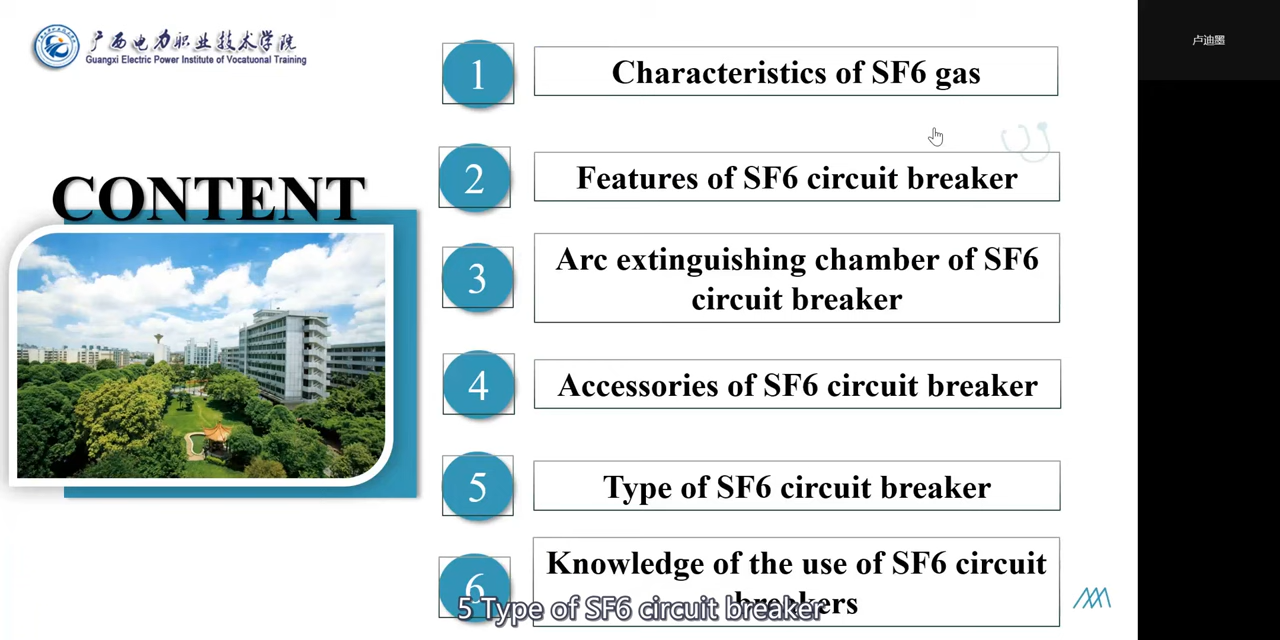 广西电力职业技术学院
Guangxi Electric Power Institute of Vocatuonal Training
卢迪墨
CONTENT
1
Characteristics of SF6 gas
2
Features of SF6 circuit breaker
3
Arc extinguishing chamber of SF6
circuit breaker
4
Accessories of SF6 circuit breaker
5
Type of SF6 circuit breaker
6
Knowledge of the use of SF6 circuit
breakers
5 Type of SF6 circuit breaker